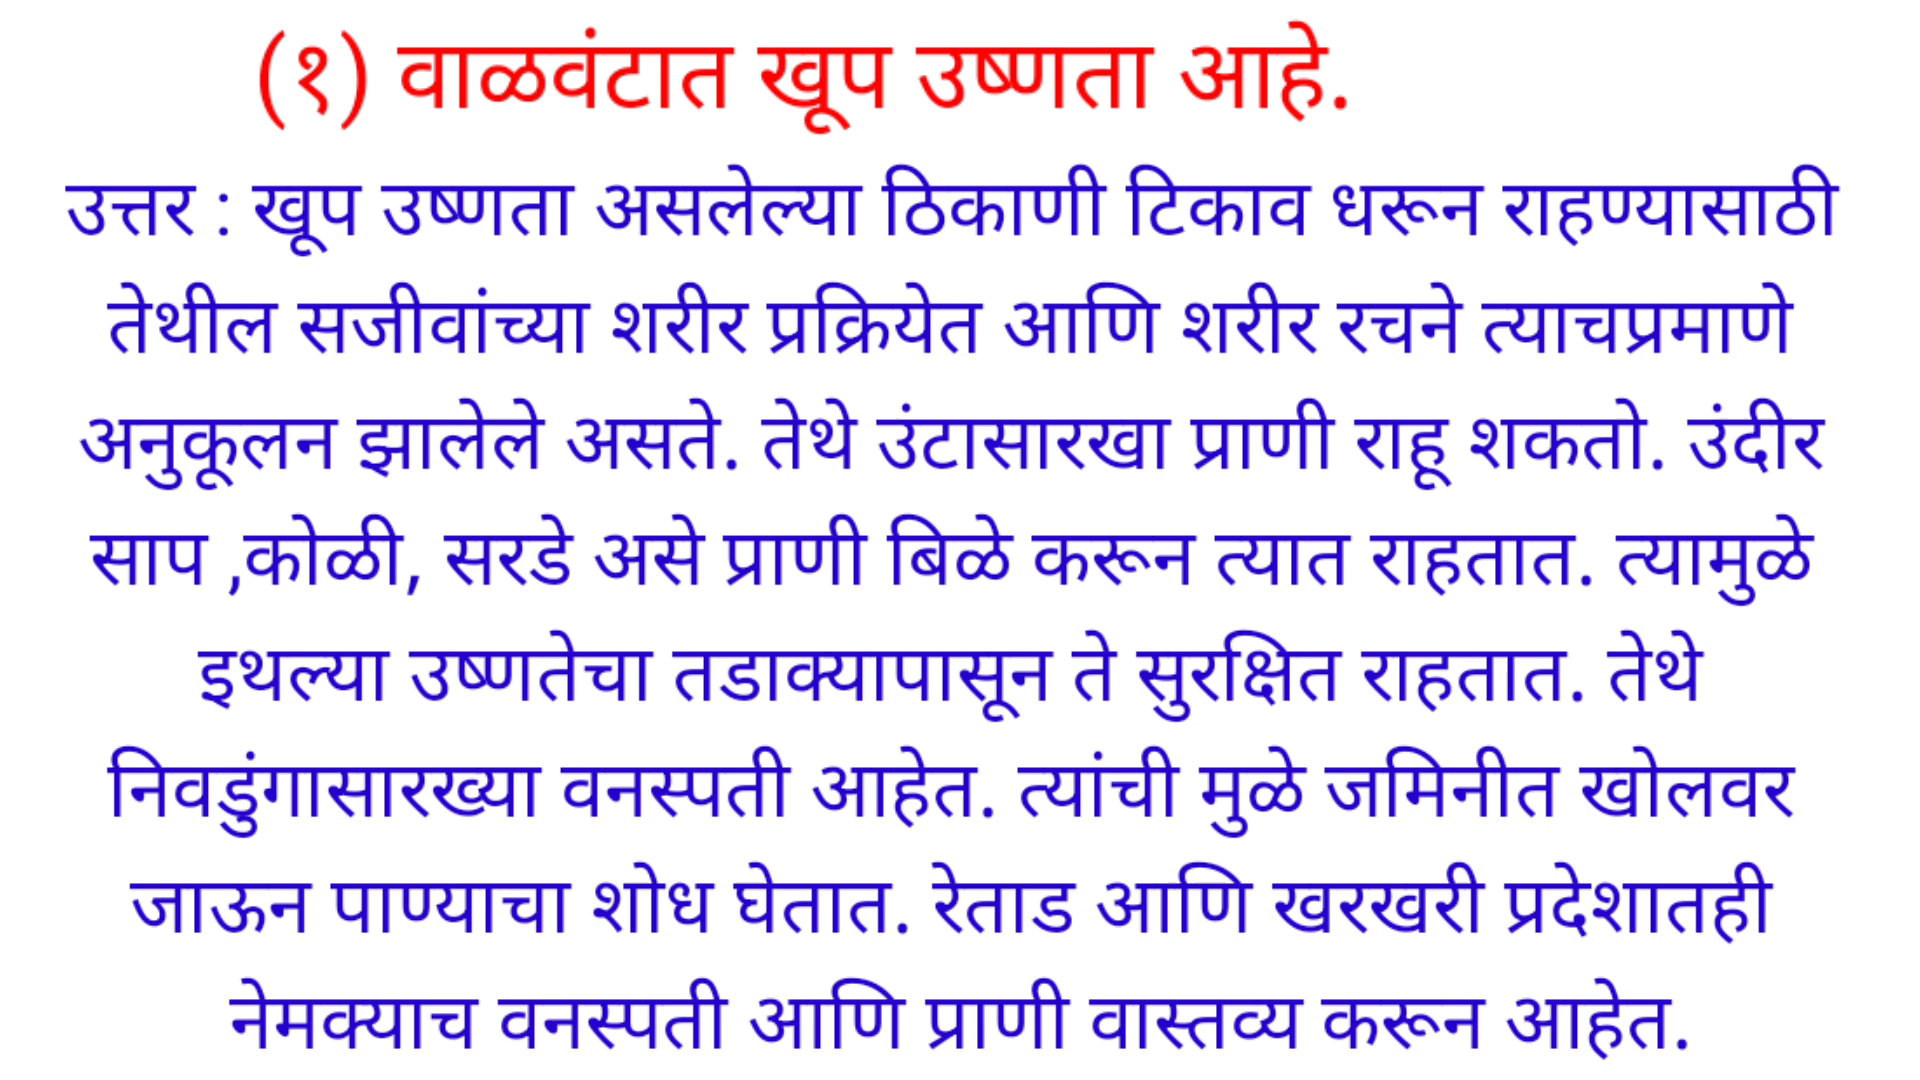 (१) वाळवंटात खूप उष्णता आहे.
उत्तर : खूप उष्णता असलेल्या ठिकाणी टिकाव धरून राहण्यासाठी
तेथील सजीवांच्या शरीर प्रक्रियेत आणि शरीर रचने त्याचप्रमाणे
अनुकूलन झालेले असते. तेथे उंटासारखा प्राणी राहू शकतो. उंदीर
साप ,कोळी, सरडे असे प्राणी बिळे करून त्यात राहतात. त्यामुळे
इथल्या उष्णतेचा तडाक्यापासून ते सुरक्षित राहतात. तेथे
निवडुंगासारख्या वनस्पती आहेत. त्यांची मुळे जमिनीत खोलवर
जाऊन पाण्याचा शोध घेतात. रेताड आणि खरखरी प्रदेशातही
नेमक्याच वनस्पती आणि प्राणी वास्तव्य करून आहेत.